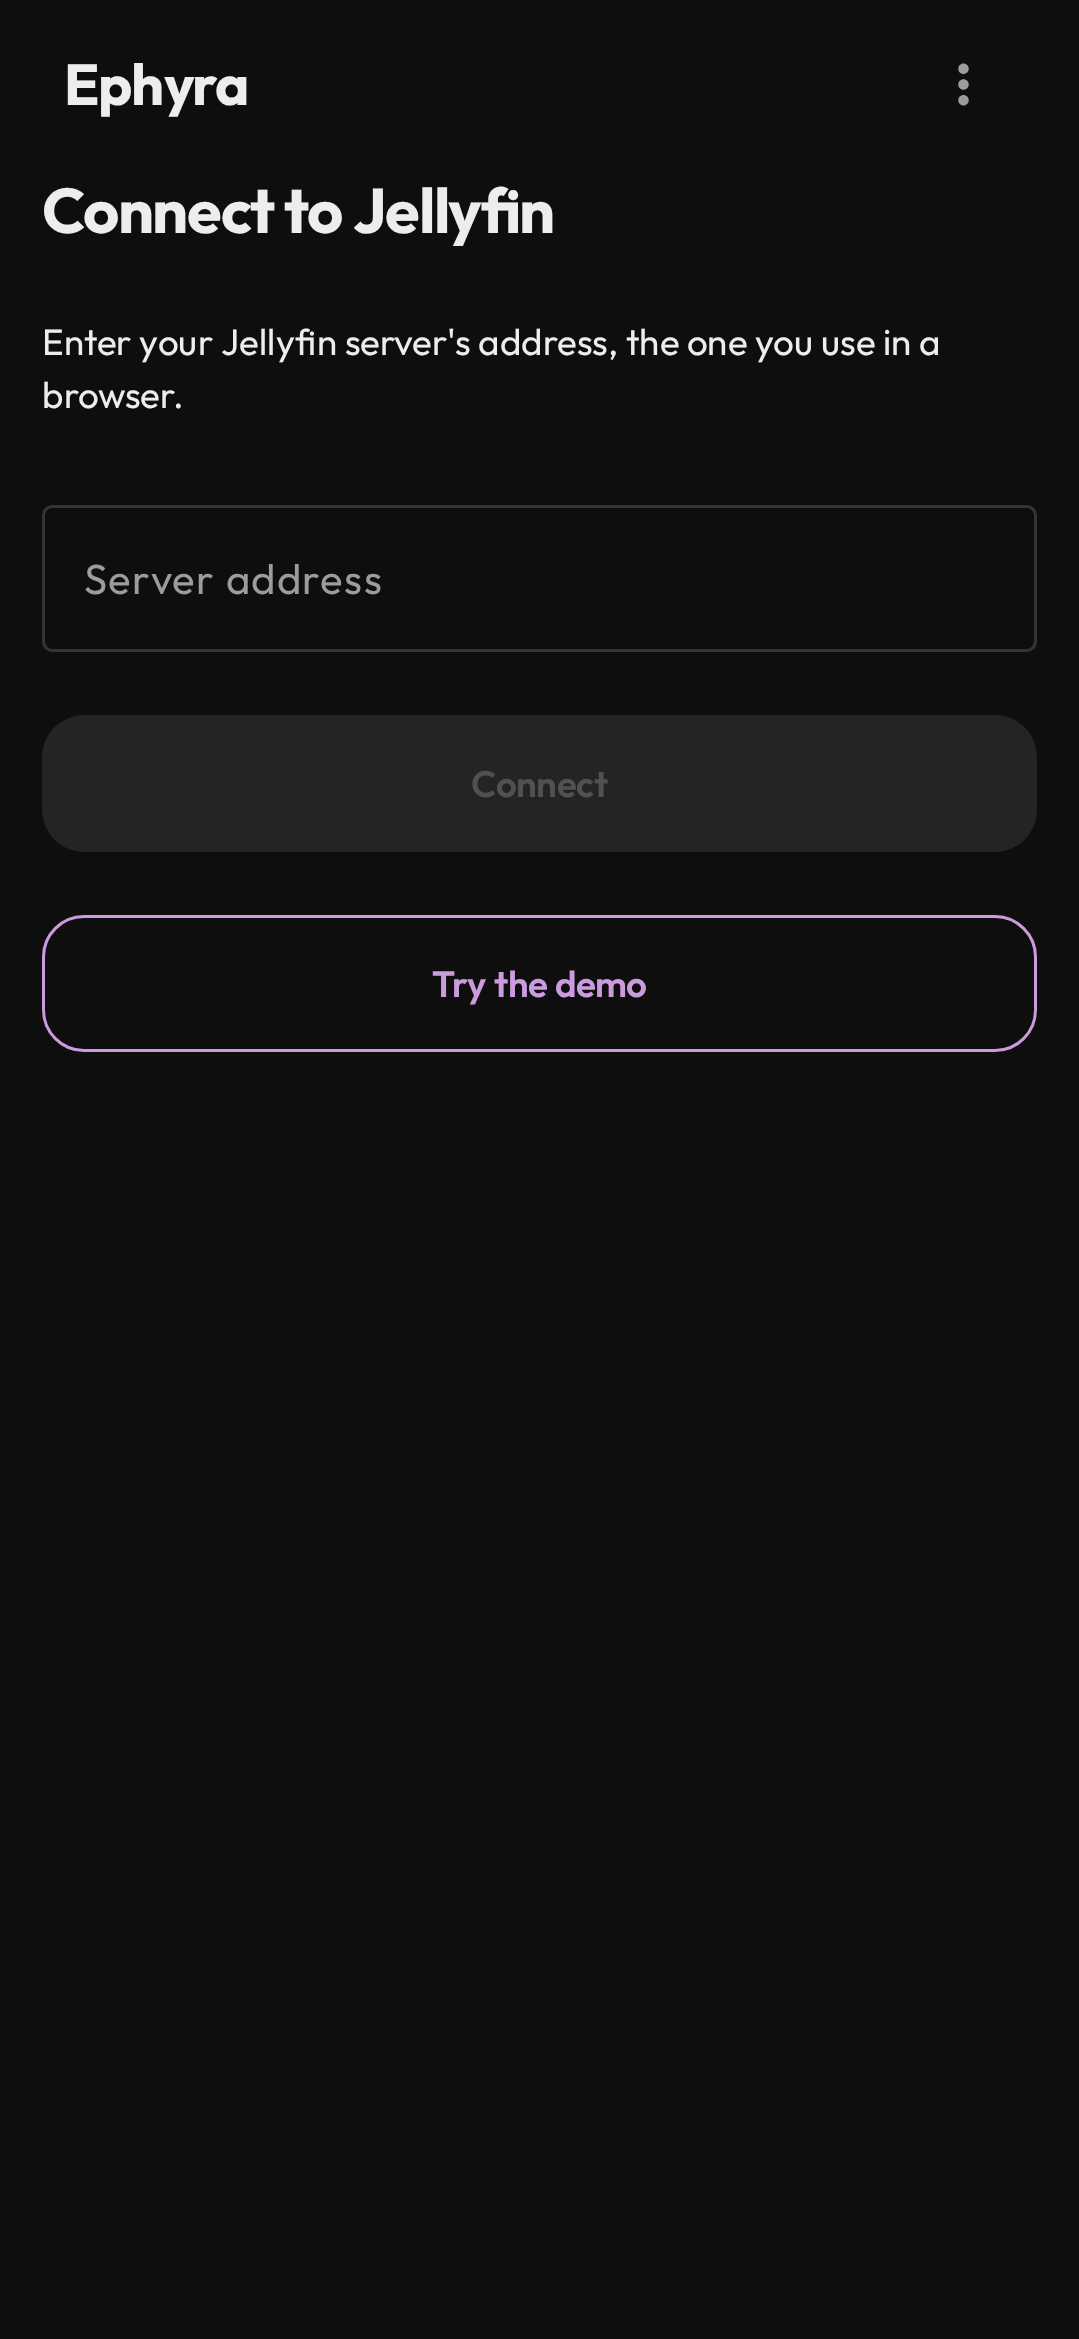 Ephyra
Connect to Jellyfin
Enter your Jellyfin server's address, the one you use in a
browser.
Server address
Connect
Try the demo